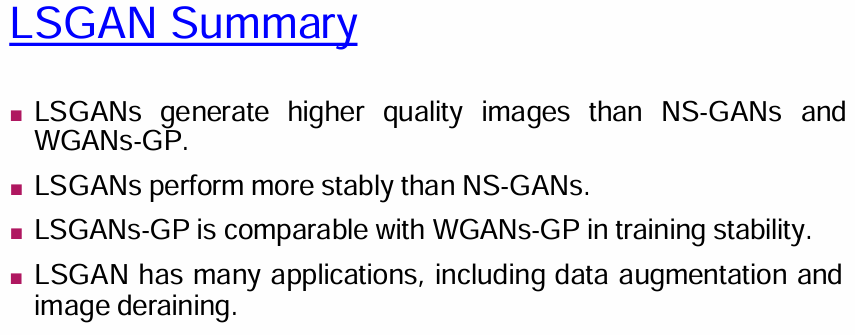 LSGAN Summary
LSGANs generate higher quality images than NS-GANs and
WGANs-GP.
LSGANs perform more stably than NS-GANs.
LSGANs-GP is comparable with WGANs-GP in training stability.
LSGAN has many applications, including data augmentation and
image deraining.